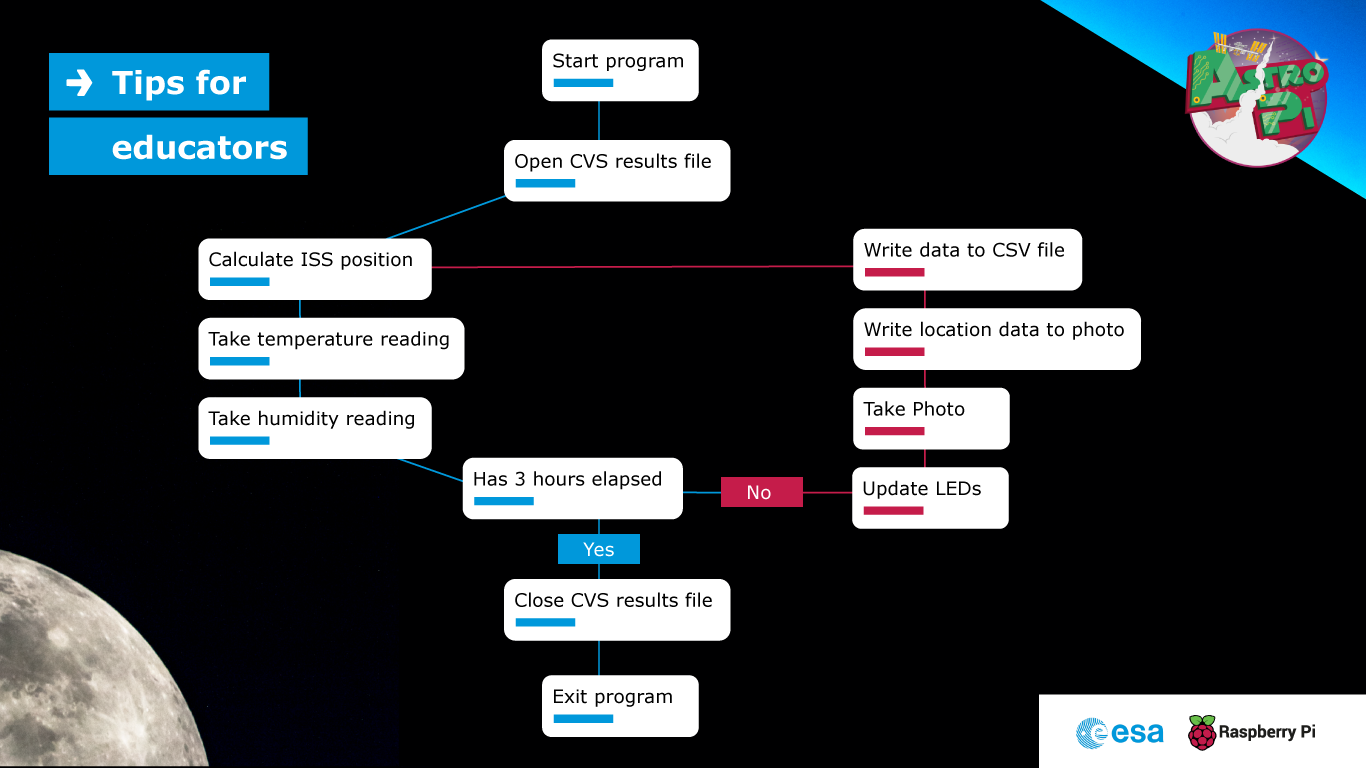 → Tips for
educators
Start program
Open CVS results file
Calculate ISS position
Take temperature reading
Take humidity reading
Has 3 hours elapsed
No
Yes
Write data to CSV file
Write location data to photo
Take Photo
Update LEDs
Close CVS results file
Exit program
ASTRO
Pi
esa
Raspberry Pi